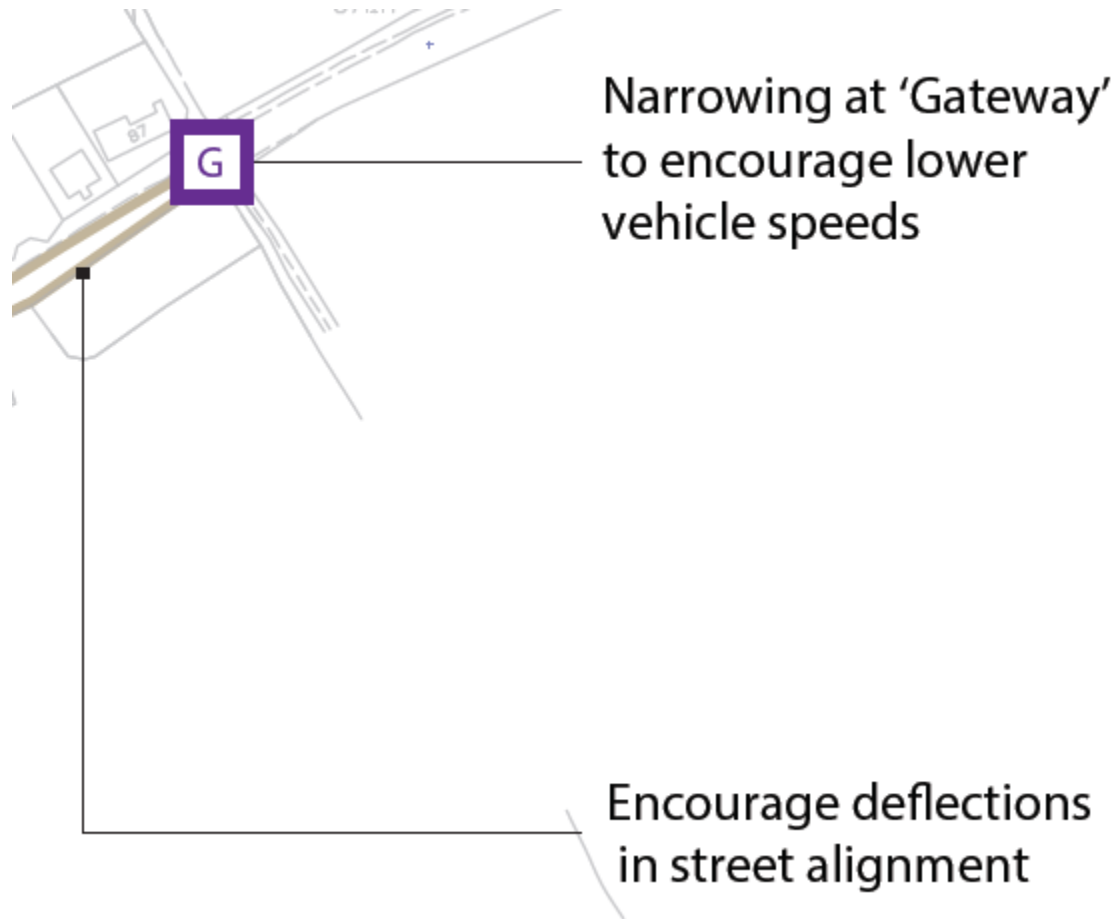 87
G
Narrowing at ‘Gateway’
to encourage lower
vehicle speeds
Encourage deflections
in street alignment